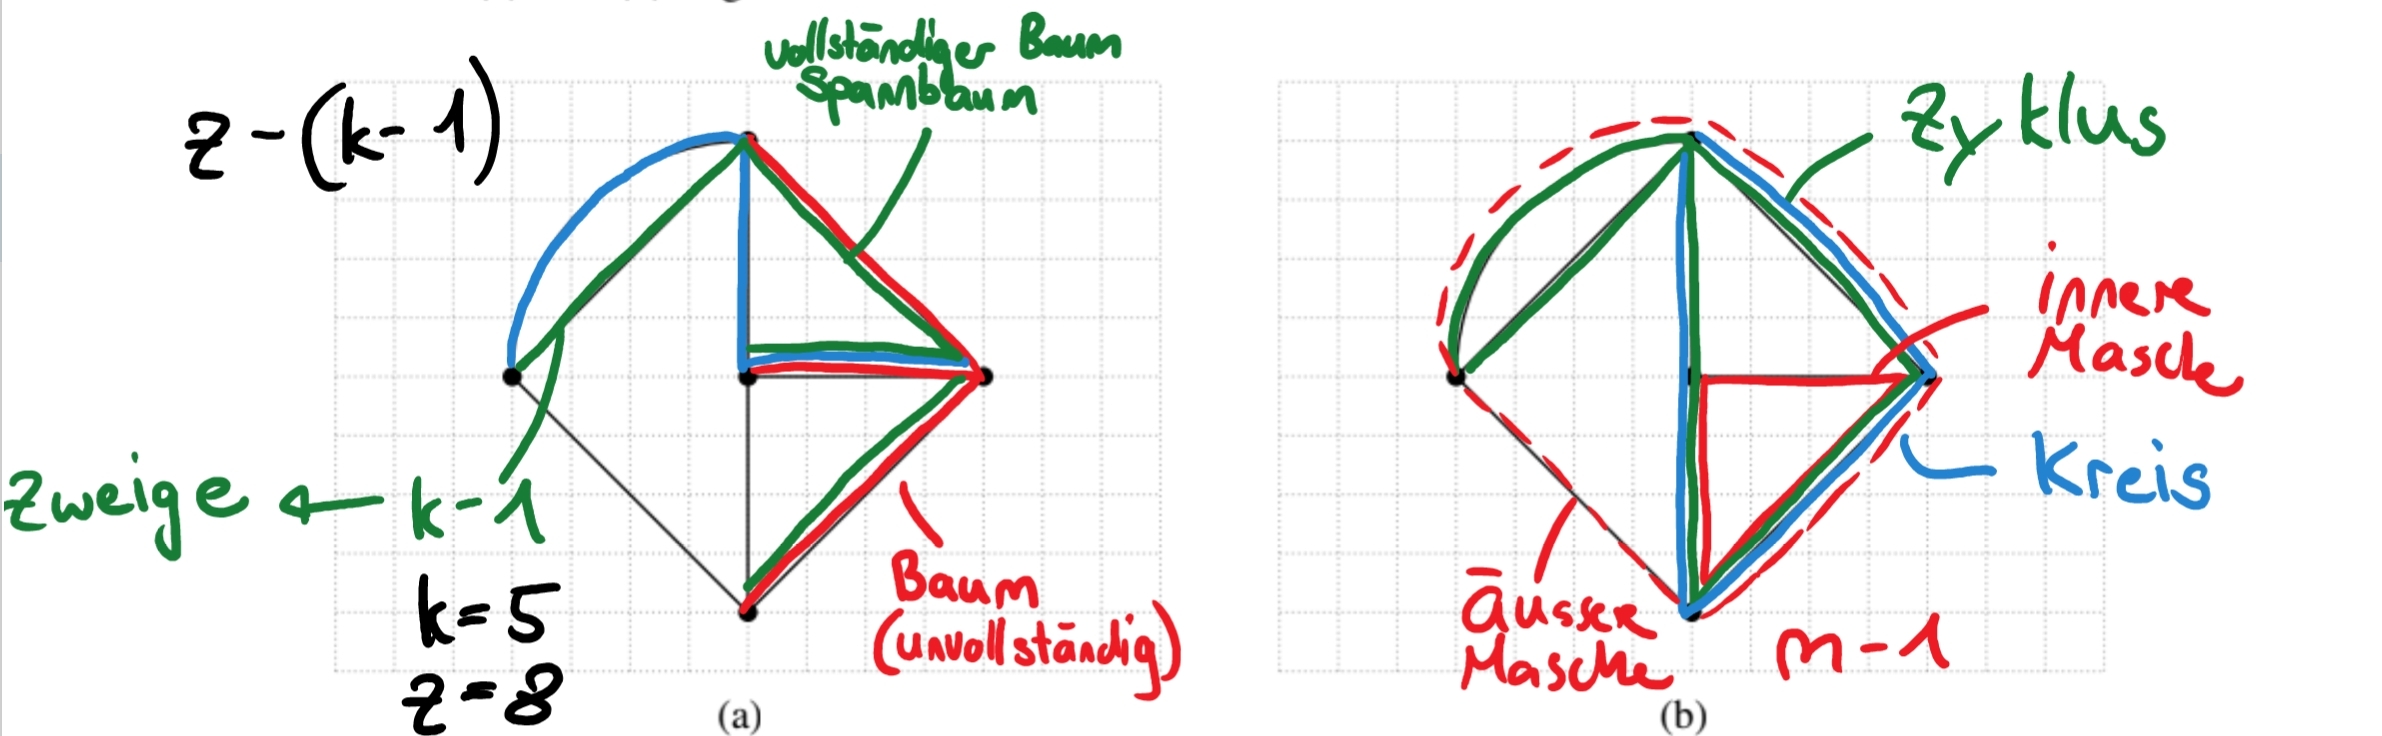 vollständiger Baum
Spannbaum
z-(k-1)
Zweige ← k-1
k=5
z=8
Baum
(unvollständig)
(a)
Zyklus
innere
Masche
Kreis
äussere
Masche
m-1
(b)